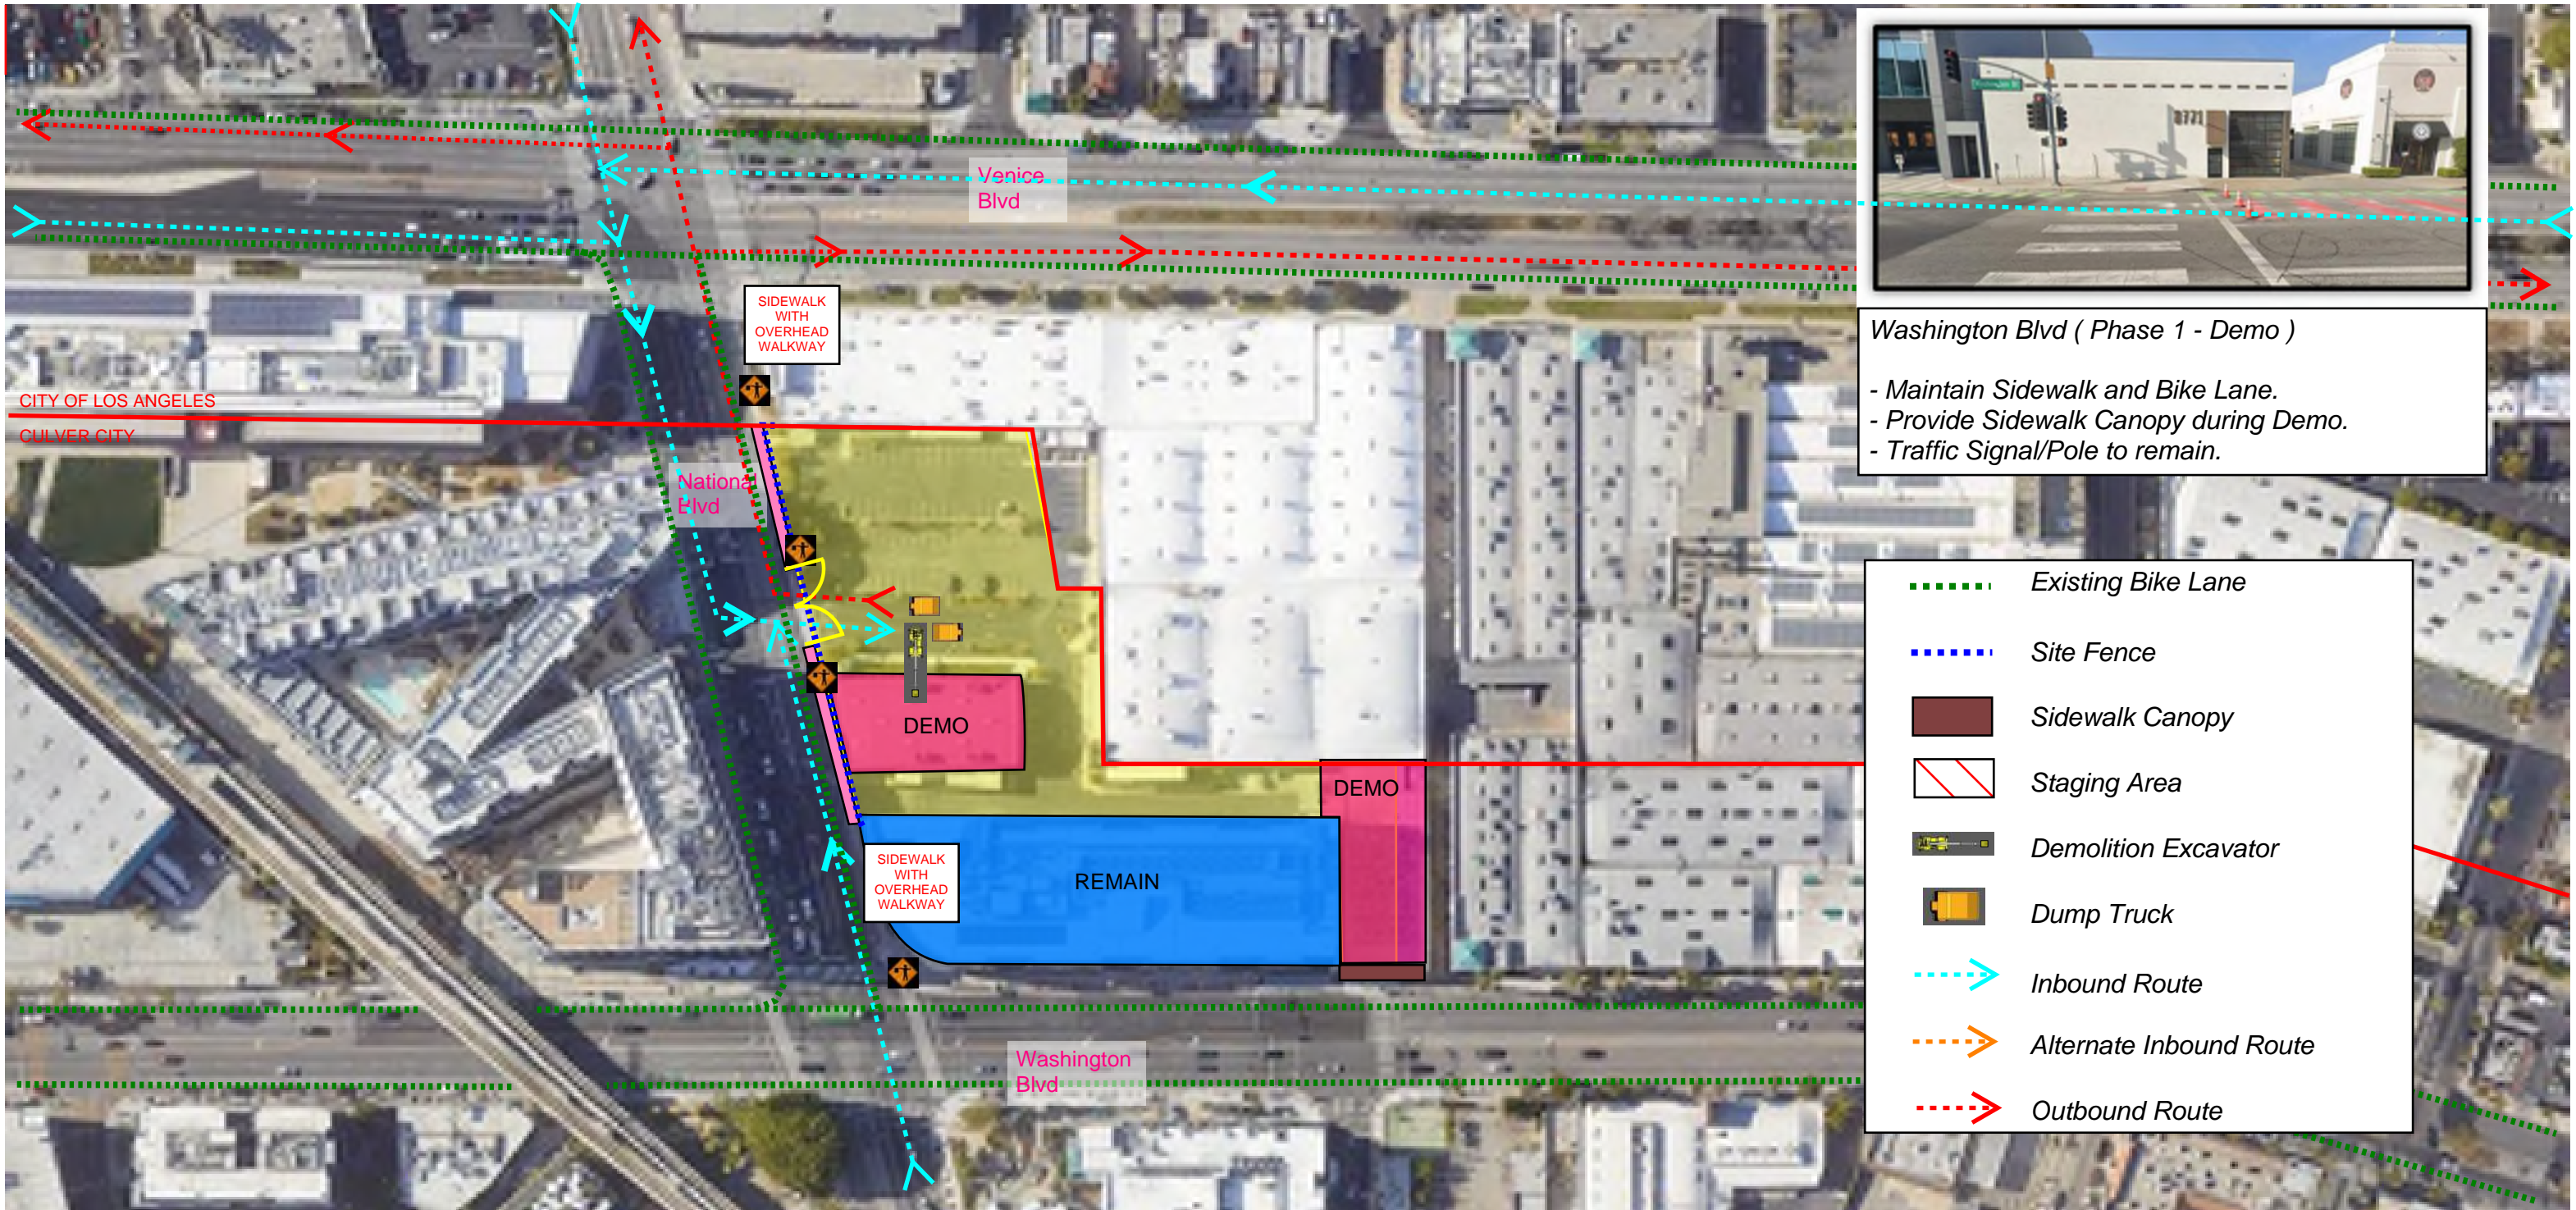 Venice
Blvd
SIDEWALK
WITH
OVERHEAD
WALKWAY
8771
Washington Blvd ( Phase 1 - Demo )
- Maintain Sidewalk and Bike Lane.
- Provide Sidewalk Canopy during Demo.
- Traffic Signal/Pole to remain.
CITY OF LOS ANGELES
CULVER CITY
National
Blvd
DEMO
DEMO
REMAIN
SIDEWALK
WITH
OVERHEAD
WALKWAY
Washington
Blvd
Existing Bike Lane
Site Fence
Sidewalk Canopy
Staging Area
Demolition Excavator
Dump Truck
Inbound Route
Alternate Inbound Route
Outbound Route